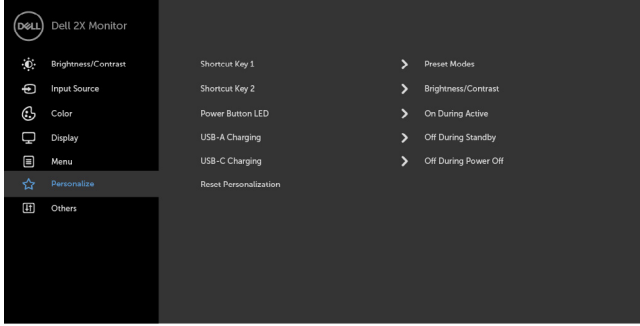 DELL Dell 2X Monitor
Brightness/Contrast Shortcut Key 1 Preset Modes
Input Source Shortcut Key 2 Brightness/Contrast
Color Power Button LED On During Active
Display USB-A Charging Off During Standby
Menu USB-C Charging Off During Power Off
Personalize Reset Personalization
Others